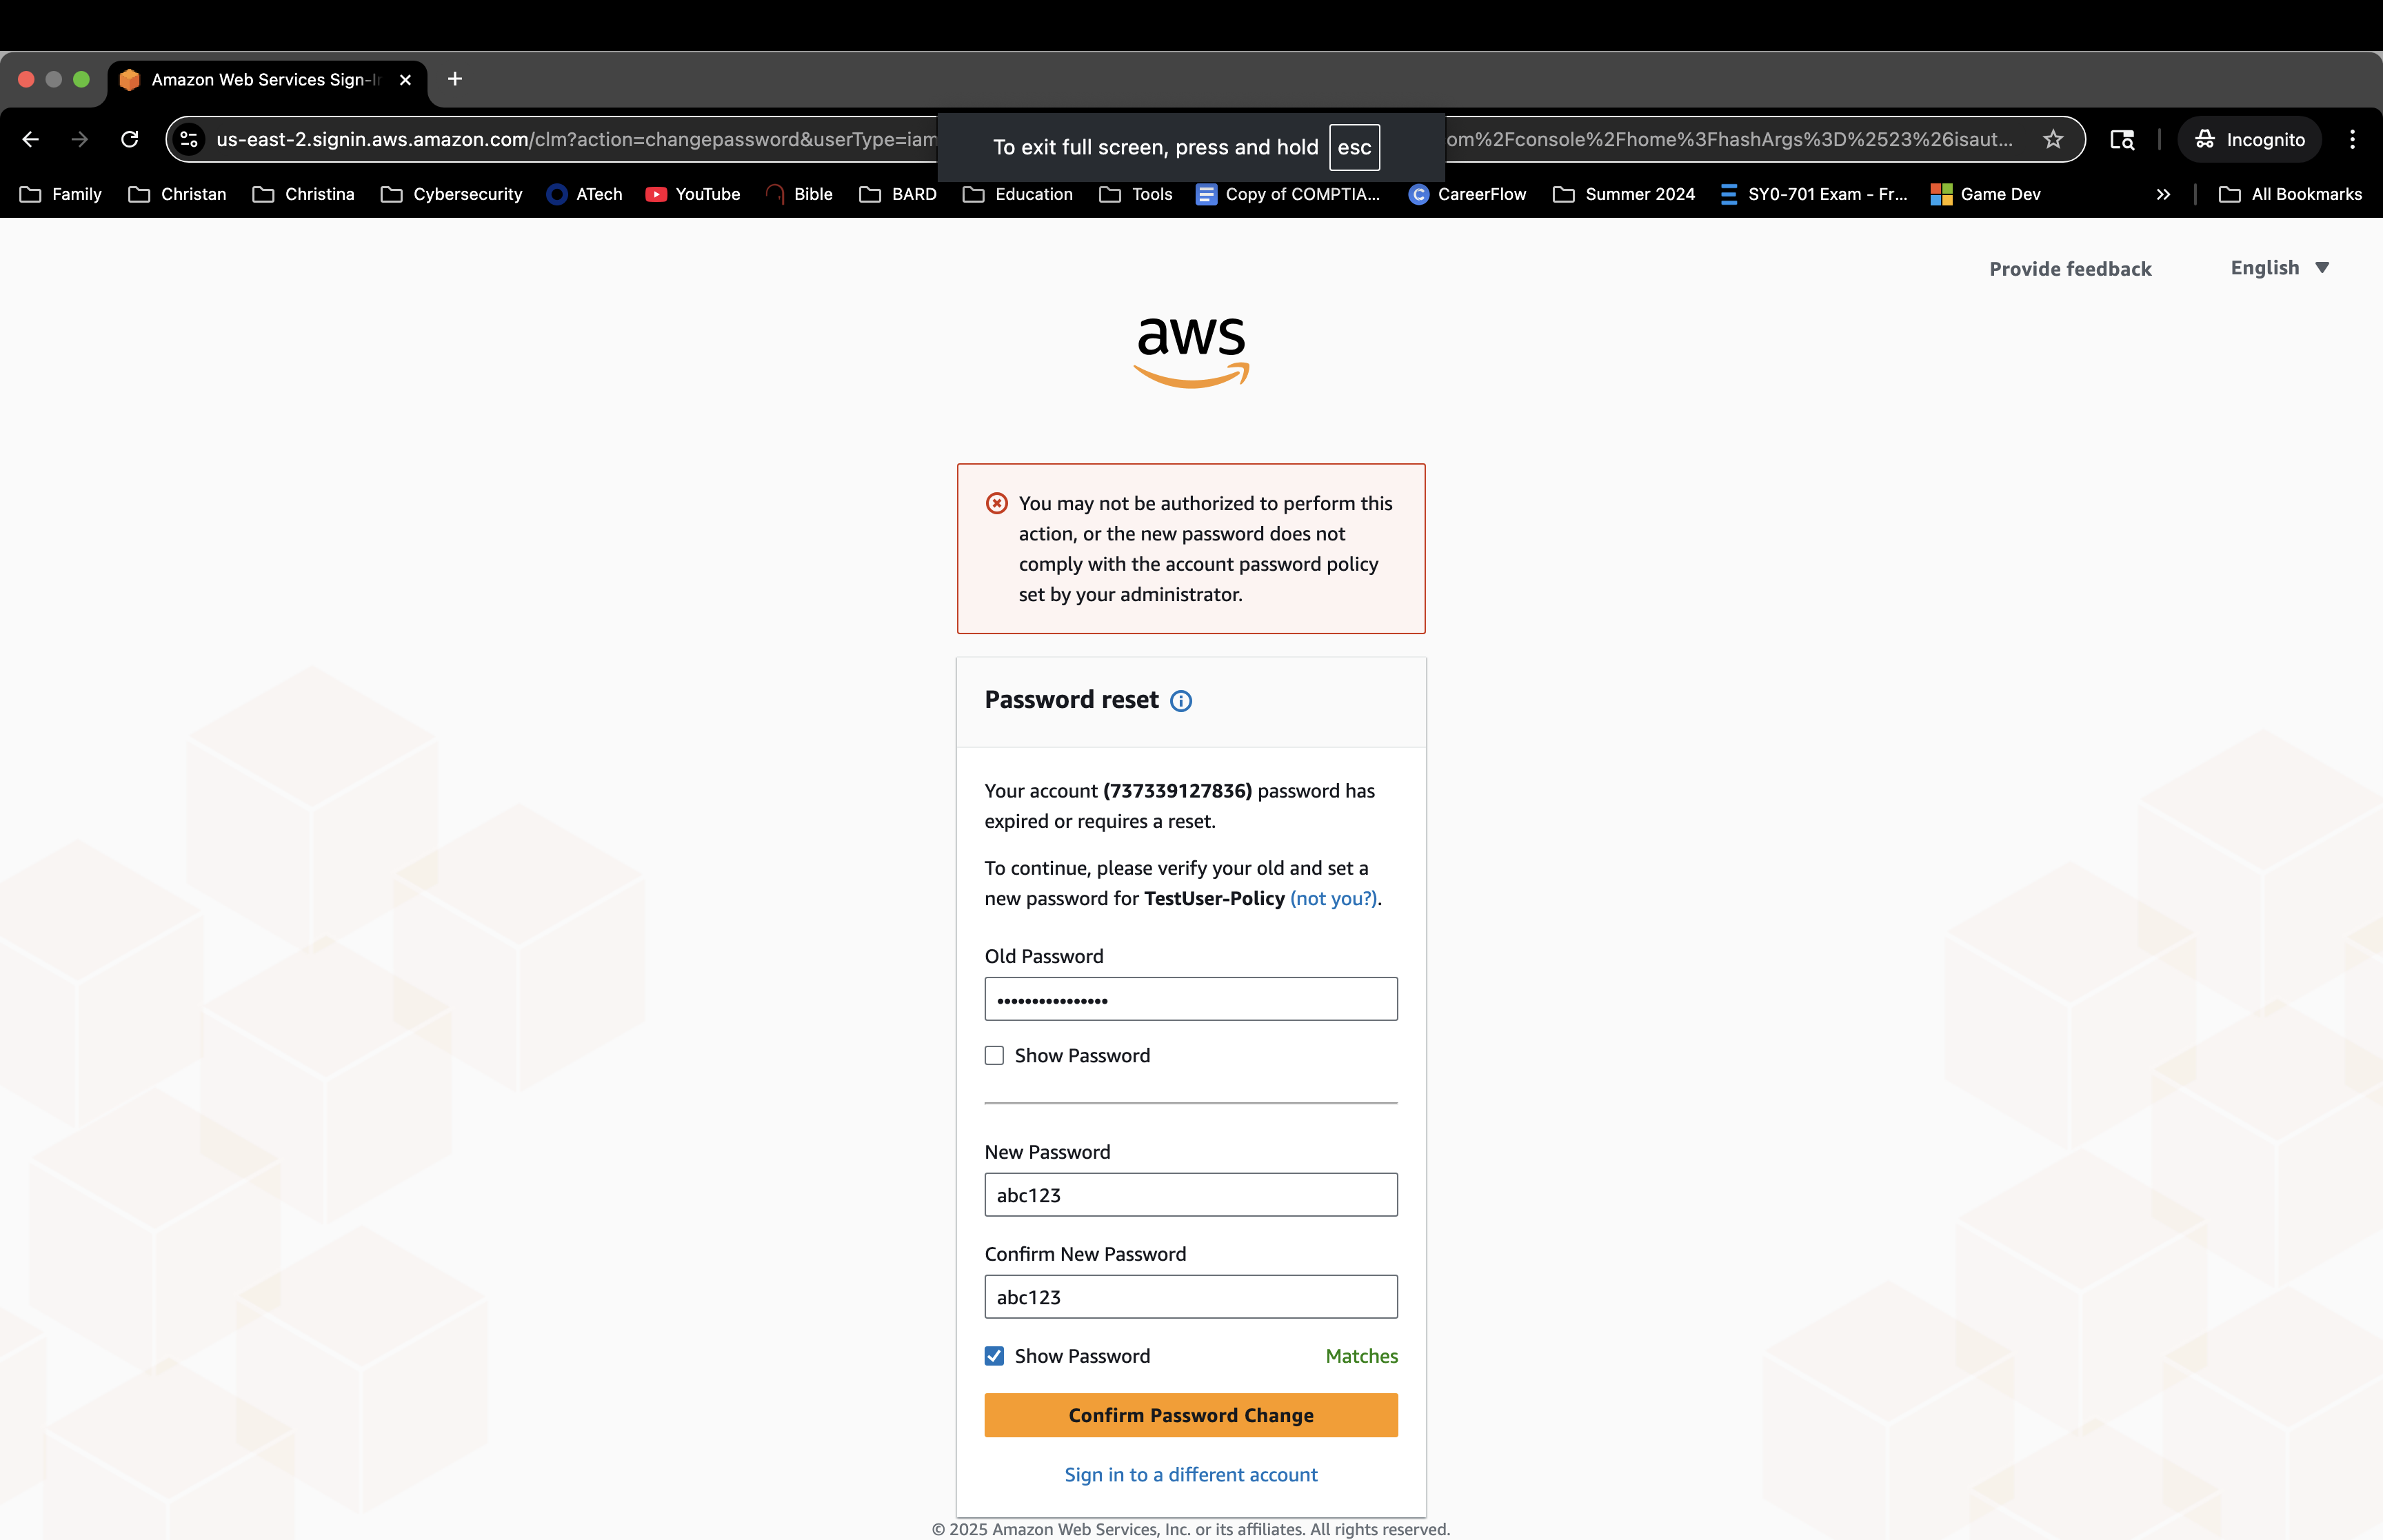 Amazon Web Services Sign-In
us-east-2.signin.aws.amazon.com/clm?action=changepassword&userType=iam
To exit full screen, press and hold esc
om%2Fconsole%2Fhome%3FhashArgs%3D%2523%26isaut...
Incognito
Family
Christan
Christina
Cybersecurity
ATech
YouTube
Bible
BARD
Education
Tools
Copy of COMPTIA...
CareerFlow
Summer 2024
SY0-701 Exam - Fr...
Game Dev
All Bookmarks
Provide feedback
English
aws
You may not be authorized to perform this
action, or the new password does not
comply with the account password policy
set by your administrator.
Password reset
Your account (737339127836) password has
expired or requires a reset.
To continue, please verify your old and set a
new password for TestUser-Policy (not you?).
Old Password
••••••••••••••••
Show Password
New Password
abc123
Confirm New Password
abc123
Show Password
Matches
Confirm Password Change
Sign in to a different account
© 2025 Amazon Web Services, Inc. or its affiliates. All rights reserved.